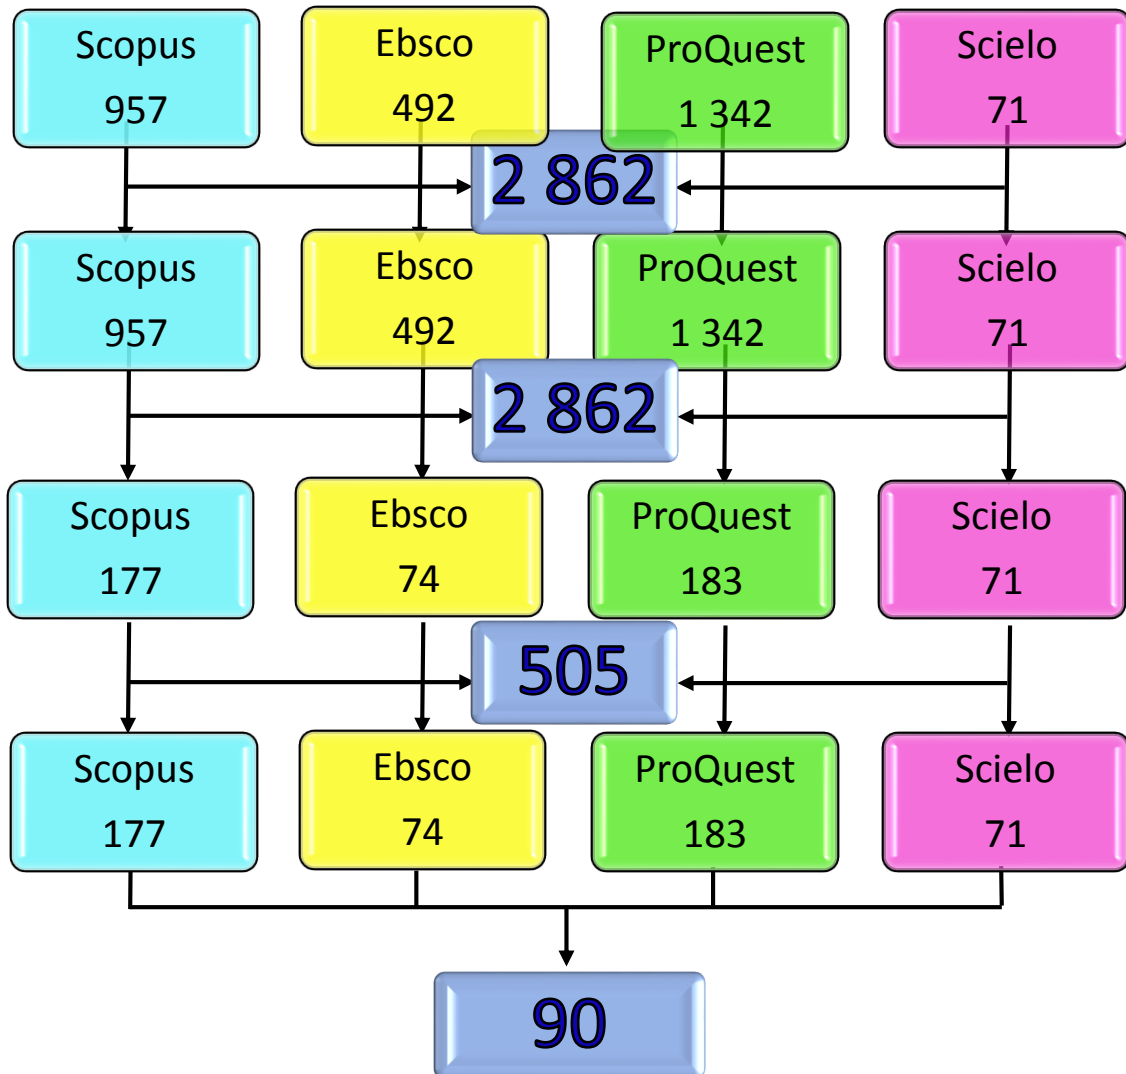 Scopus
957
Ebsco
492
ProQuest
1 342
Scielo
71
2 862
Scopus
957
Ebsco
492
ProQuest
1 342
Scielo
71
2 862
Scopus
177
Ebsco
74
ProQuest
183
Scielo
71
505
Scopus
177
Ebsco
74
ProQuest
183
Scielo
71
90